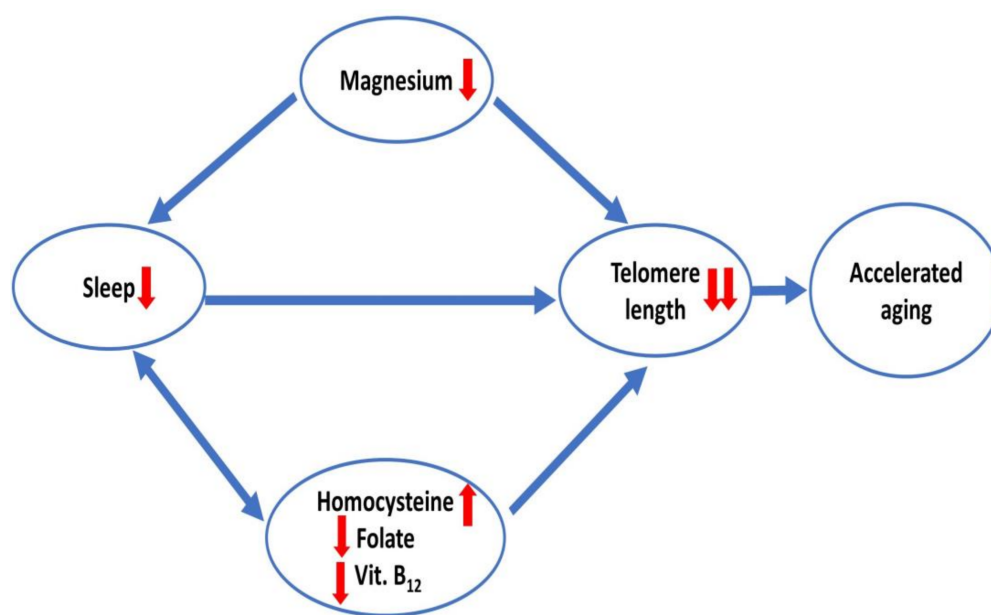 Magnesium
Sleep
Telomere
length
Accelerated
aging
Homocysteine
Folate
Vit. B₁₂